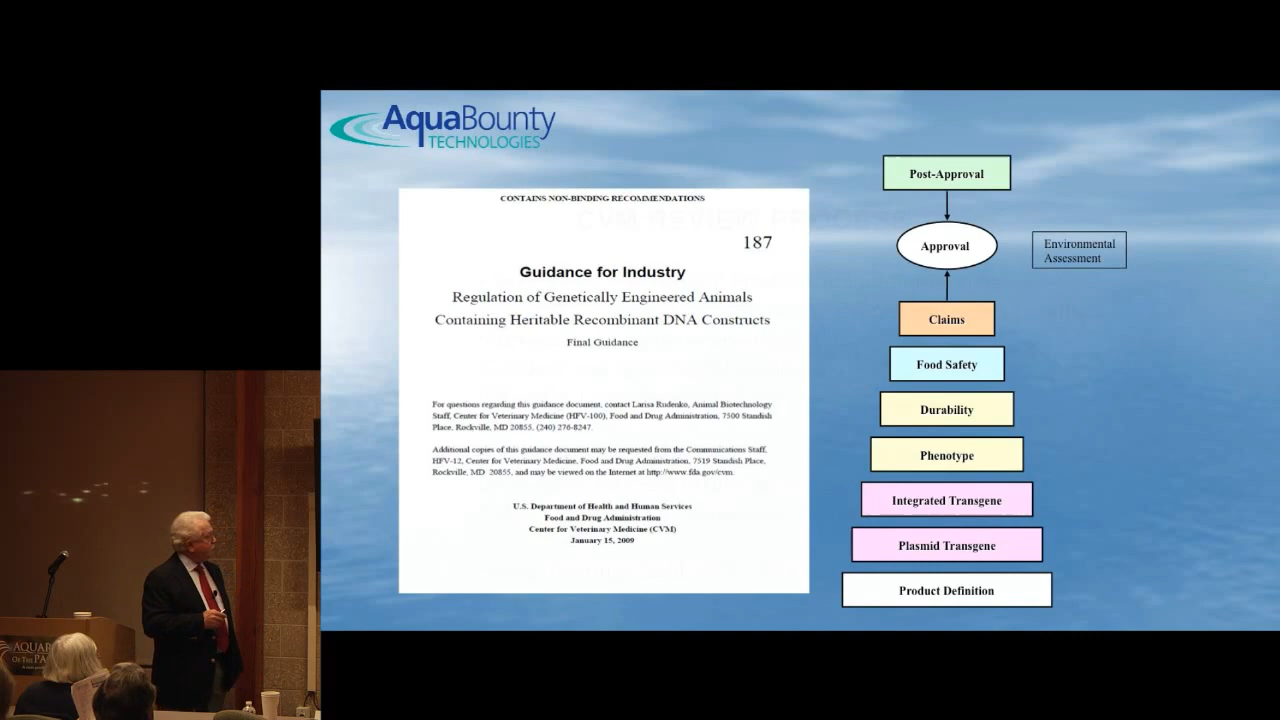 AquaBounty
TECHNOLOGIES
CONTAINS NON-BINDING RECOMMENDATIONS
CVM REVIEW PROCESS
187
Guidance for Industry
Regulation of Genetically Engineered Animals
Containing Heritable Recombinant DNA Constructs
Final Guidance
For questions regarding this guidance document, contact Larisa Rudenko, Animal Biotechnology
Staff, Center for Veterinary Medicine (HFV-100), Food and Drug Administration, 7500 Standish
Place, Rockville, MD 20855, (240) 276-8247.
Additional copies of this guidance document may be requested from the Communications Staff,
HFV-12, Center for Veterinary Medicine, Food and Drug Administration, 7519 Standish Place,
Rockville, MD 20855, and may be viewed on the Internet at http://www.fda.gov/cvm.
U.S. Department of Health and Human Services
Food and Drug Administration
Center for Veterinary Medicine (CVM)
January 15, 2009
Post-Approval
Approval
Environmental
Assessment
Claims
Food Safety
Durability
Phenotype
Integrated Transgene
Plasmid Transgene
Product Definition